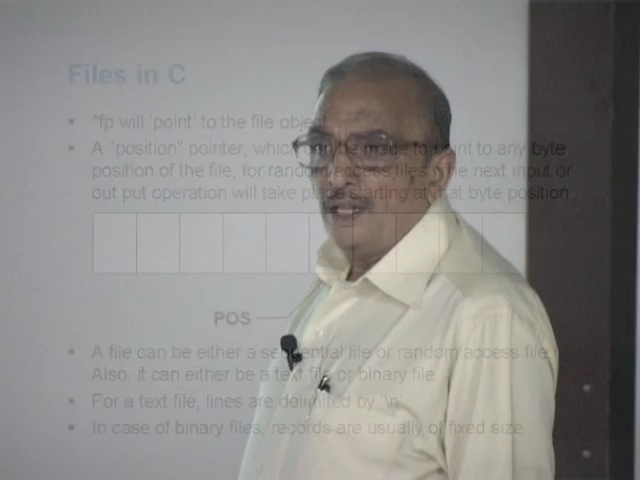 Files in C
*fp will 'point' to the file object
A "position" pointer, which can be made to point to any byte
position of the file, for random access files. The next input or
out put operation will take place starting at that byte position
POS
A file can be either a sequential file or random access file.
Also, it can either be a text file or binary file
For a text file, lines are delimited by '\n
In case of binary files, records are usually of fixed size